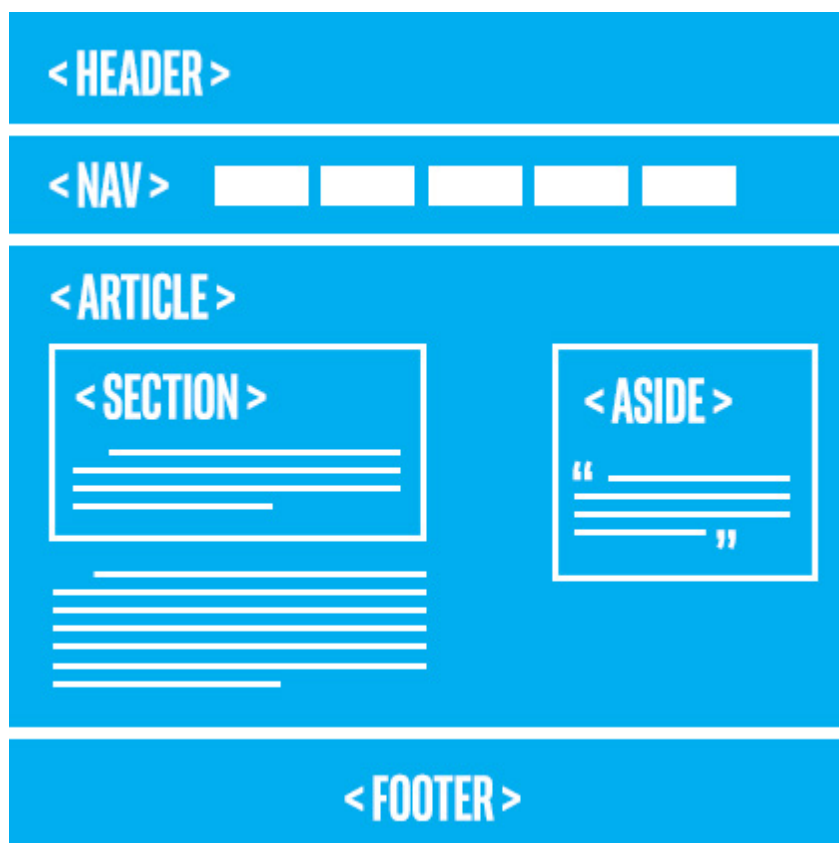 <HEADER>
<NAV>
<ARTICLE>
<SECTION>
<ASIDE>
“
”
<FOOTER>